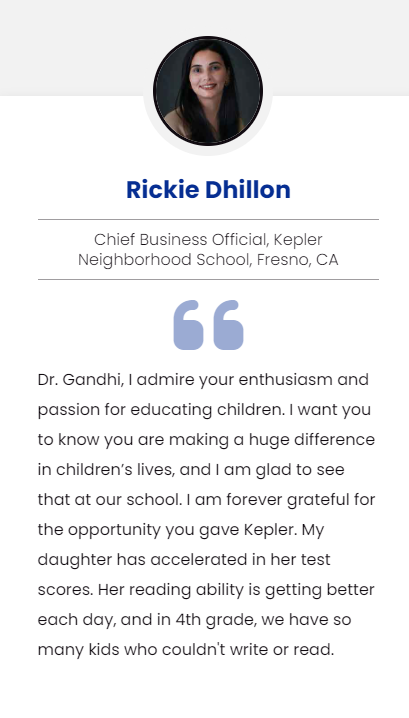 Rickie Dhillon
Chief Business Official, Kepler
Neighborhood School, Fresno, CA
“
Dr. Gandhi, I admire your enthusiasm and
passion for educating children. I want you
to know you are making a huge difference
in children’s lives, and I am glad to see
that at our school. I am forever grateful for
the opportunity you gave Kepler. My
daughter has accelerated in her test
scores. Her reading ability is getting better
each day, and in 4th grade, we have so
many kids who couldn't write or read.